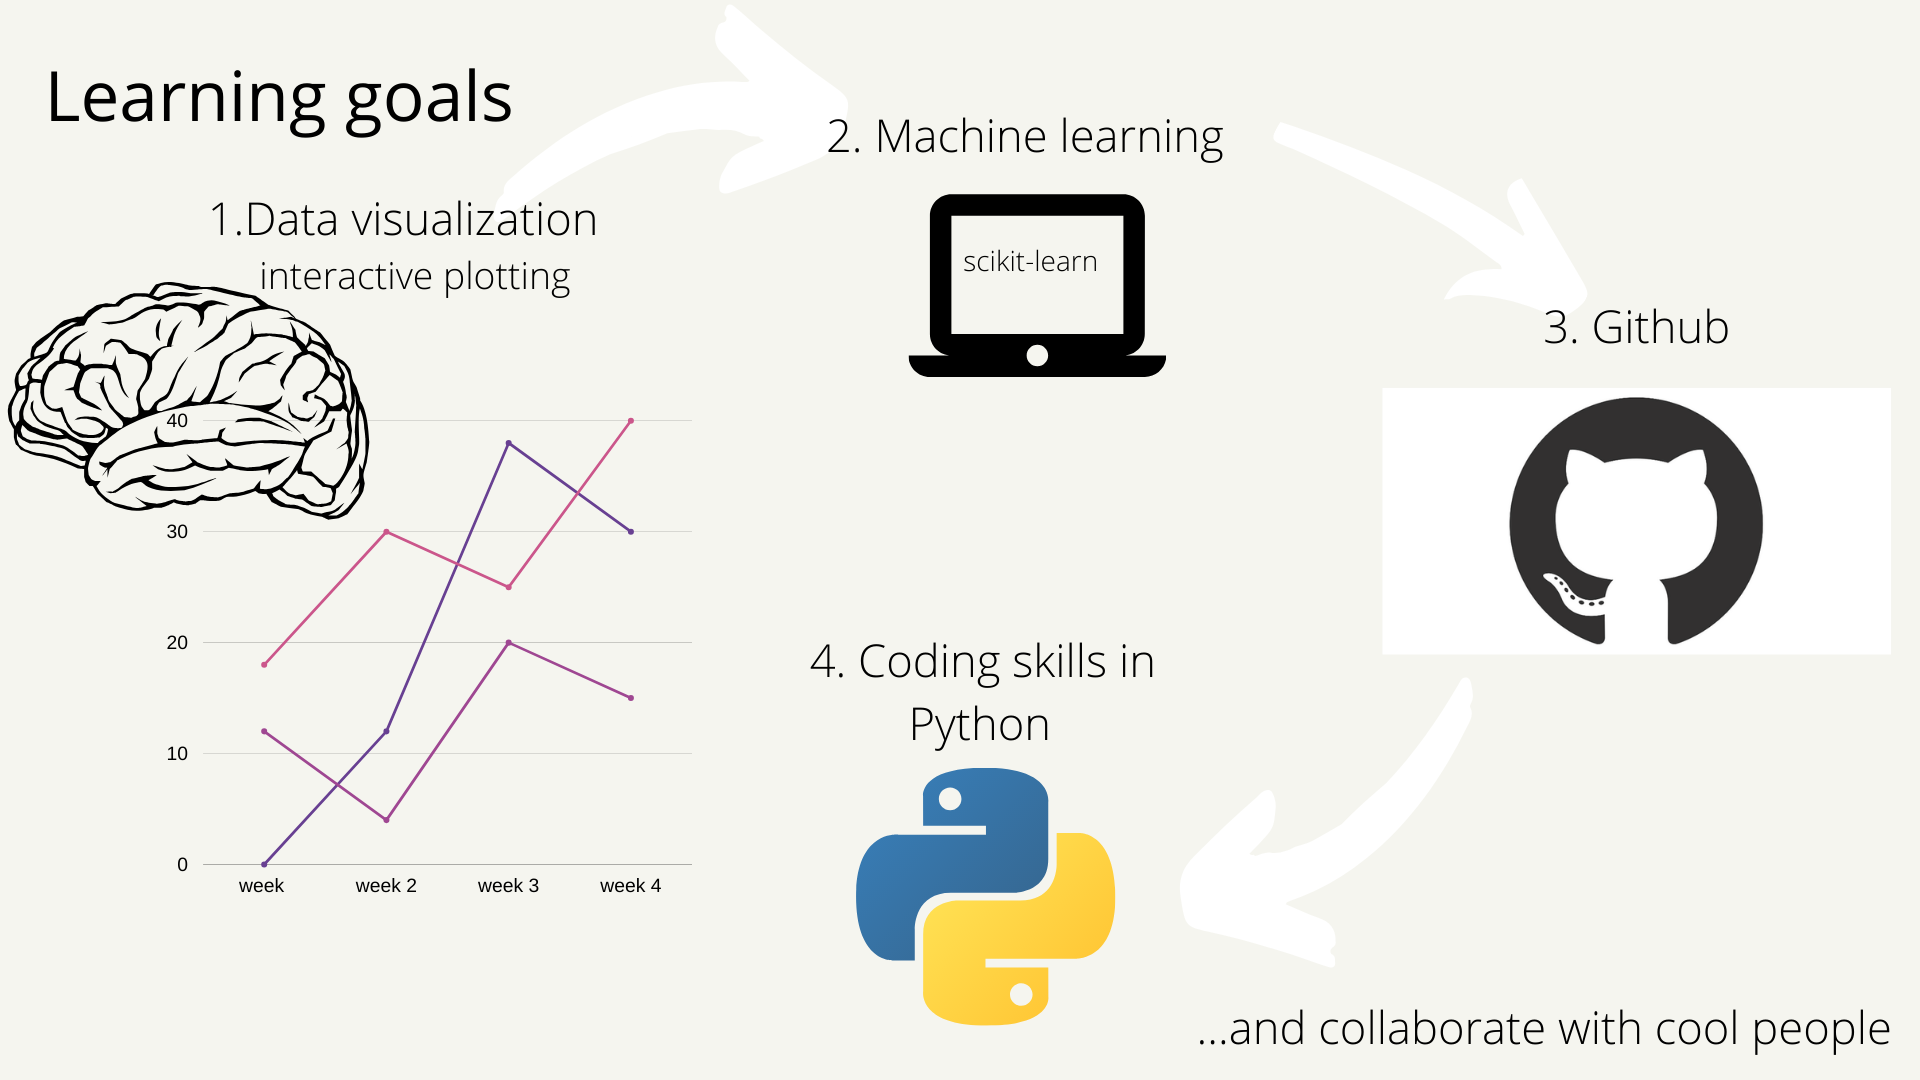 Learning goals
1.Data visualization
interactive plotting
2. Machine learning
scikit-learn
3. Github
4. Coding skills in
Python
40
30
20
10
0
week
week 2
week 3
week 4
...and collaborate with cool people